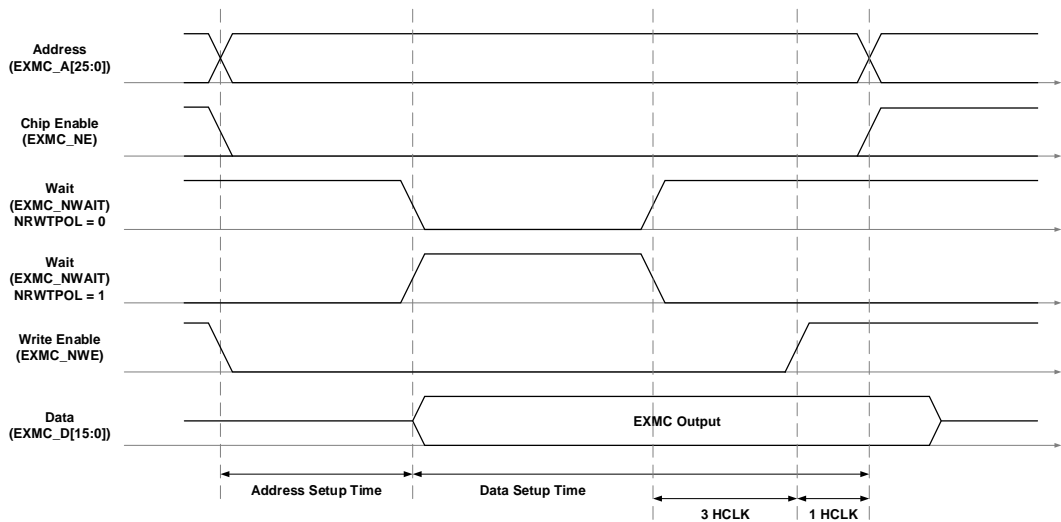 Address
(EXMC_A[25:0])
Chip Enable
(EXMC_NE)
Wait
(EXMC_NWAIT)
NRWTPOL = 0
Wait
(EXMC_NWAIT)
NRWTPOL = 1
Write Enable
(EXMC_NWE)
Data
(EXMC_D[15:0])
EXMC Output
Address Setup Time
Data Setup Time
3 HCLK
1 HCLK